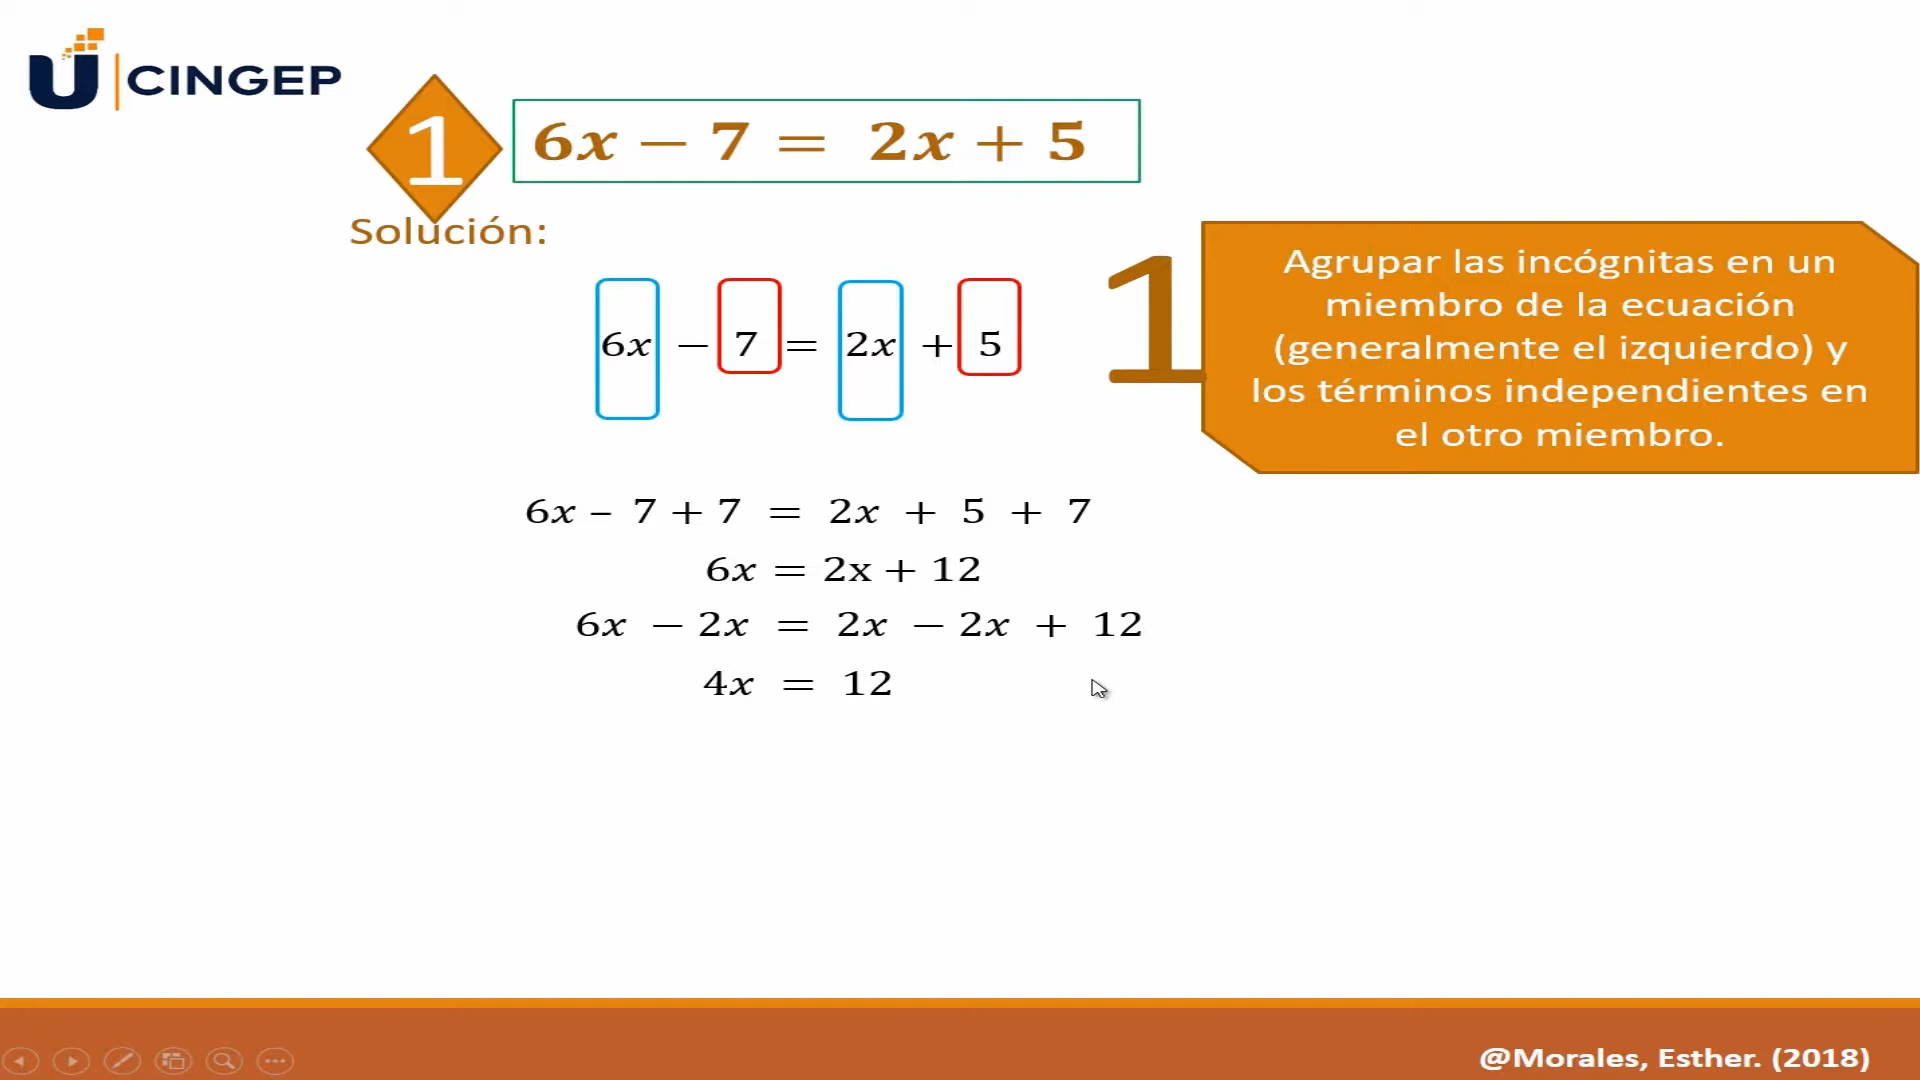 U CINGEP
1
6x − 7 = 2x + 5
Solución:
6x − 7 = 2x + 5
1
Agrupar las incógnitas en un
miembro de la ecuación
(generalmente el izquierdo) y
los términos independientes en
el otro miembro.
6x – 7 + 7 = 2x + 5 + 7
6x = 2x + 12
6x − 2x = 2x − 2x + 12
4x = 12
@Morales, Esther. (2018)